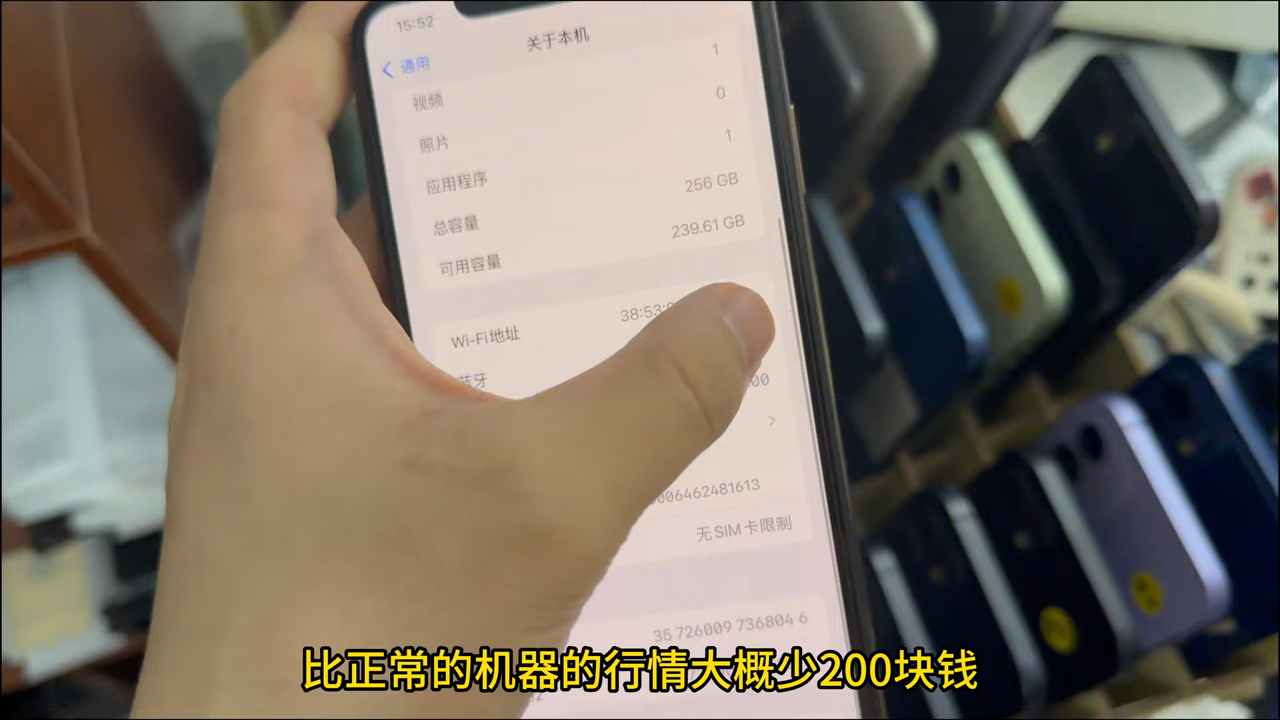 15:52
关于本机
通用
视频 1
照片 0
应用程序 1
总容量 256 GB
可用容量 239.61 GB
Wi-Fi地址 38:53:
蓝牙 :00
006462481613
无SIM卡限制
35 726009 736804 6
比正常的机器的行情大概少200块钱